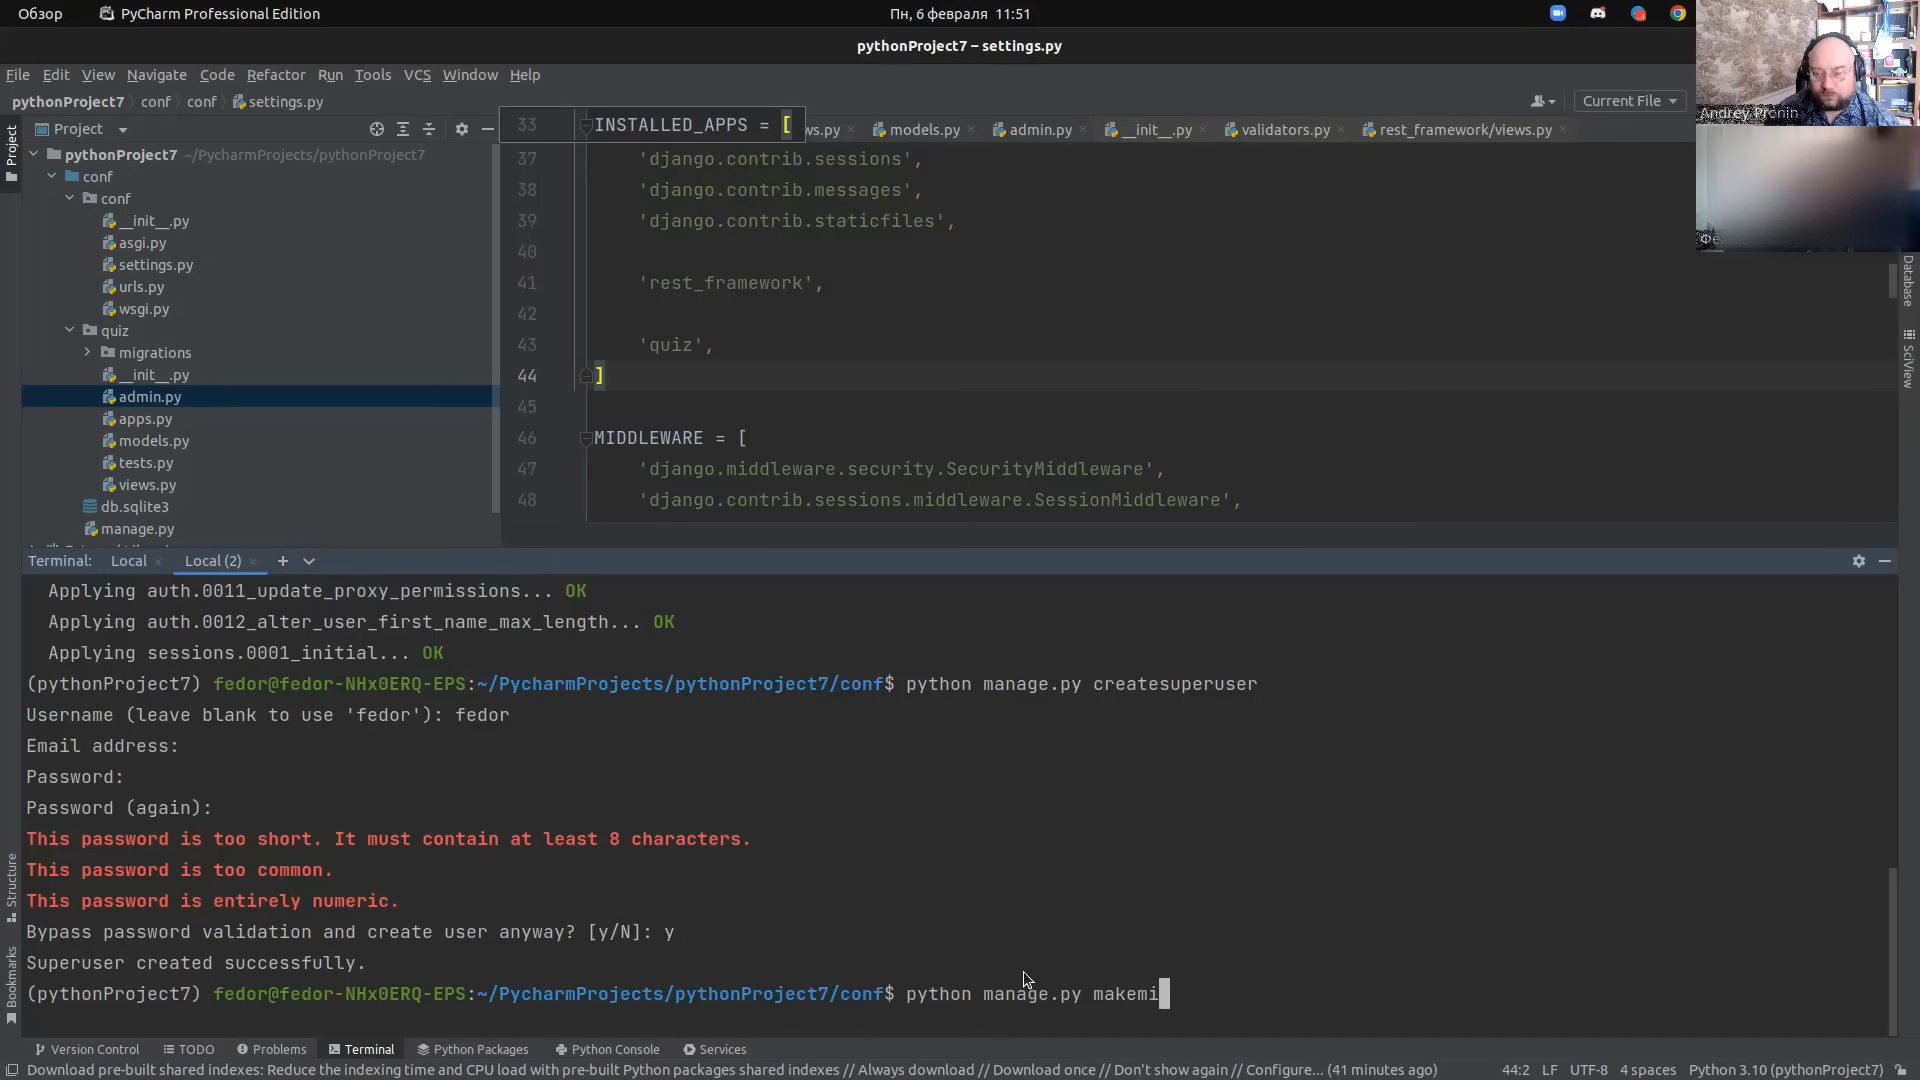 Обзор PyCharm Professional Edition Пн, 6 февраля 11:51
pythonProject7 – settings.py
File Edit View Navigate Code Refactor Run Tools VCS Window Help
pythonProject7 conf conf settings.py Current File
Andrey Pronin
Project
Project
33 INSTALLED_APPS = [
models.py admin.py __init__.py validators.py rest_framework/views.py
pythonProject7 ~/PycharmProjects/pythonProject7
conf
conf
__init__.py
asgi.py
settings.py
urls.py
wsgi.py
quiz
migrations
__init__.py
admin.py
apps.py
models.py
tests.py
views.py
db.sqlite3
manage.py
37 'django.contrib.sessions',
38 'django.contrib.messages',
39 'django.contrib.staticfiles',
40
41 'rest_framework',
42
43 'quiz',
44 ]
45
46 MIDDLEWARE = [
47 'django.middleware.security.SecurityMiddleware',
48 'django.contrib.sessions.middleware.SessionMiddleware',
Database
SciView
Terminal: Local Local (2)
Applying auth.0011_update_proxy_permissions... OK
Applying auth.0012_alter_user_first_name_max_length... OK
Applying sessions.0001_initial... OK
(pythonProject7) fedor@fedor-NHx0ERQ-EPS:~/PycharmProjects/pythonProject7/conf$ python manage.py createsuperuser
Username (leave blank to use 'fedor'): fedor
Email address:
Password:
Password (again):
This password is too short. It must contain at least 8 characters.
This password is too common.
This password is entirely numeric.
Bypass password validation and create user anyway? [y/N]: y
Superuser created successfully.
(pythonProject7) fedor@fedor-NHx0ERQ-EPS:~/PycharmProjects/pythonProject7/conf$ python manage.py makemi
Structure
Bookmarks
Version Control TODO Problems Terminal Python Packages Python Console Services
Download pre-built shared indexes: Reduce the indexing time and CPU load with pre-built Python packages shared indexes // Always download // Download once // Don't show again // Configure... (41 minutes ago) 44:2 LF UTF-8 4 spaces Python 3.10 (pythonProject7)